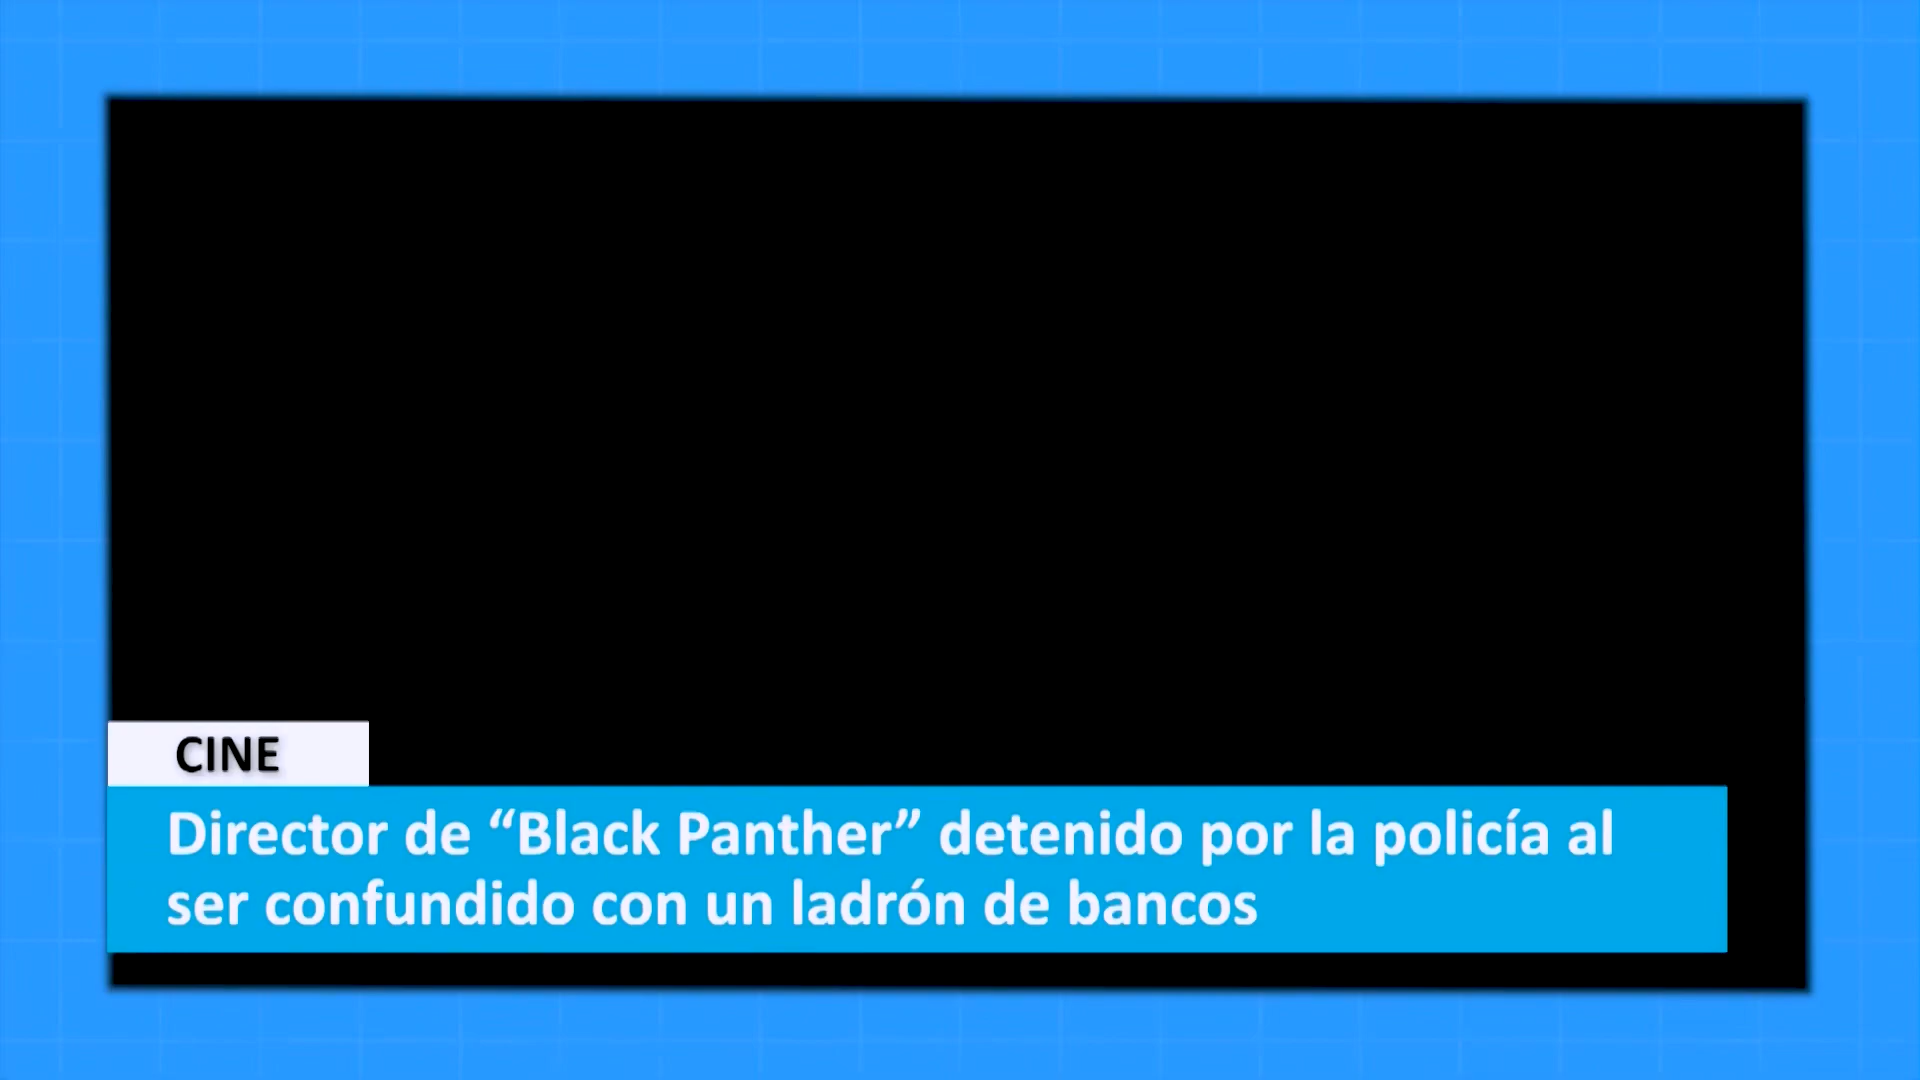 CINE
Director de “Black Panther” detenido por la policía al
ser confundido con un ladrón de bancos